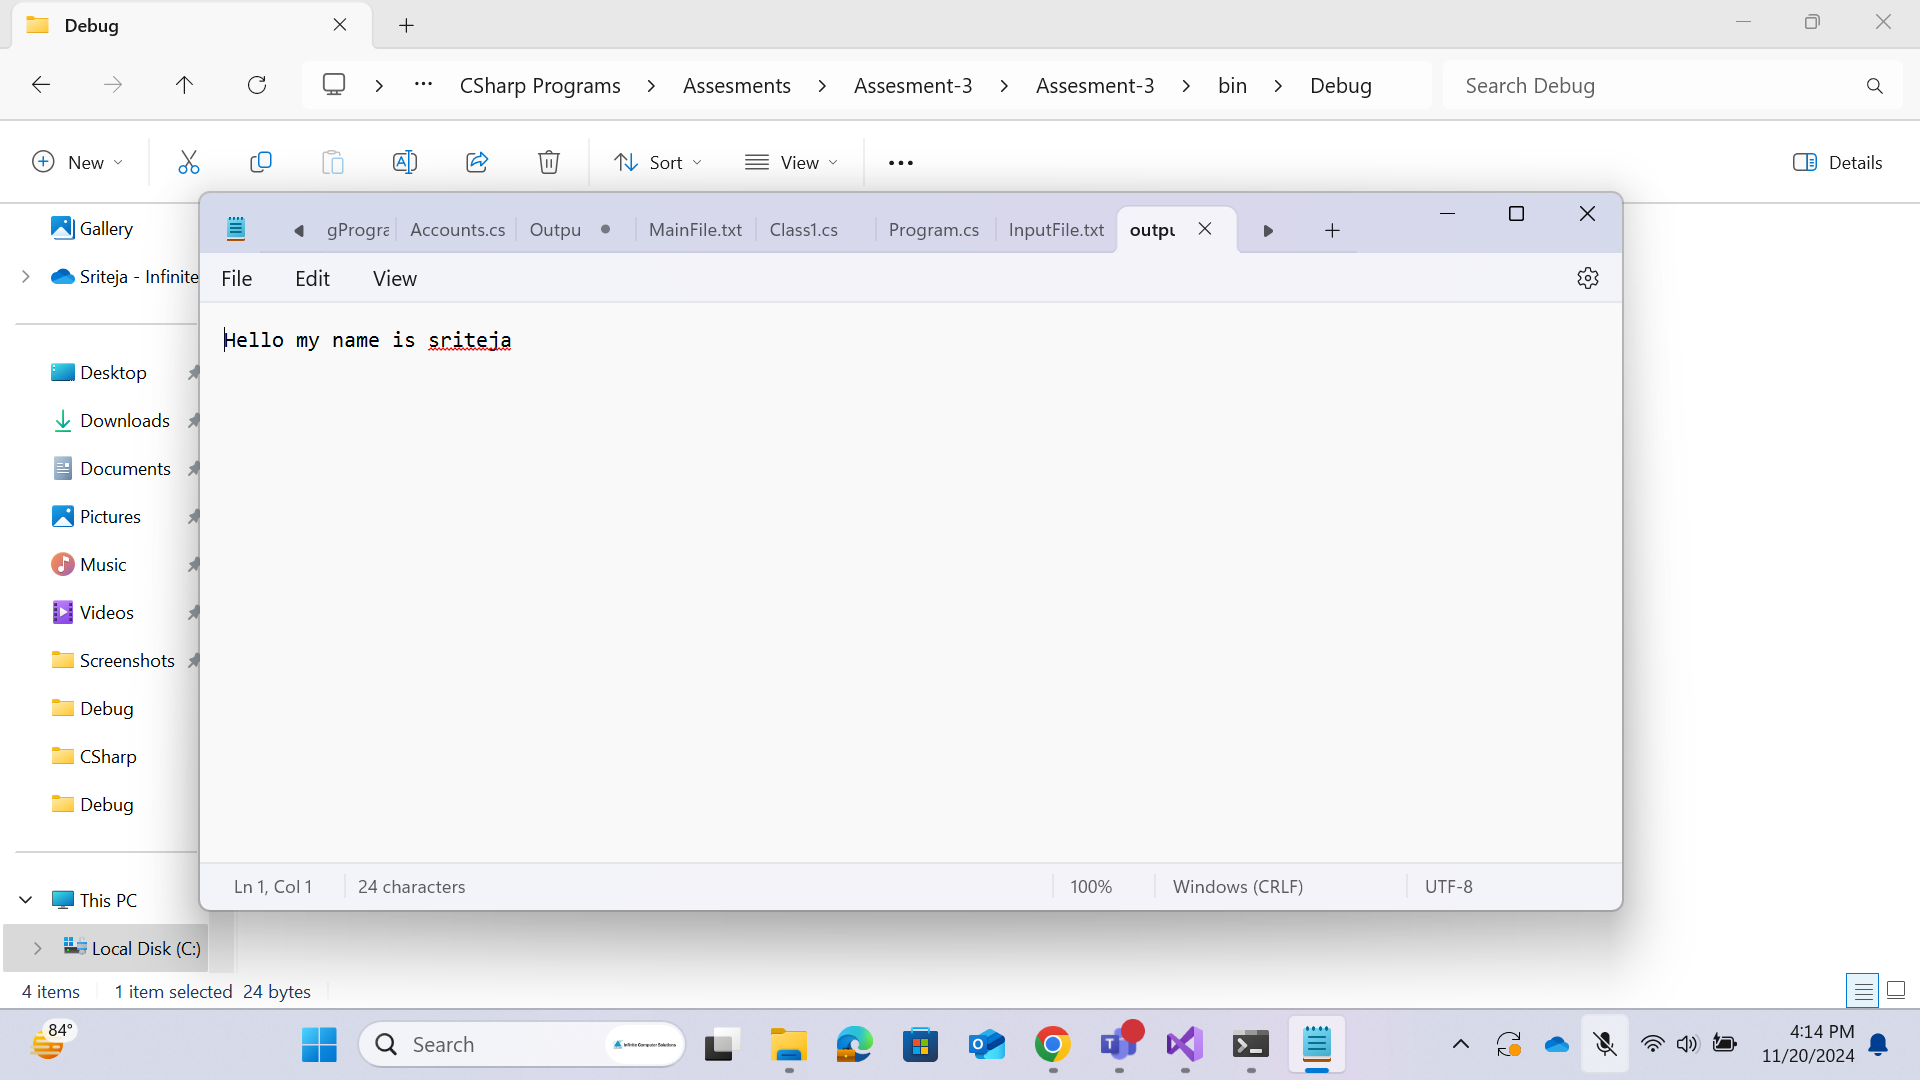 Debug
CSharp Programs > Assesments > Assesment-3 > Assesment-3 > bin > Debug
Search Debug
New
Sort
View
Details
gProgra
Accounts.cs
Outpu
MainFile.txt
Class1.cs
Program.cs
InputFile.txt
outpu
File
Edit
View
Hello my name is sriteja
Ln 1, Col 1
24 characters
100%
Windows (CRLF)
UTF-8
Gallery
Sriteja - Infinite
Desktop
Downloads
Documents
Pictures
Music
Videos
Screenshots
Debug
CSharp
Debug
This PC
Local Disk (C:)
4 items
1 item selected 24 bytes
84°
Search
Infinite Computer Solutions
4:14 PM
11/20/2024